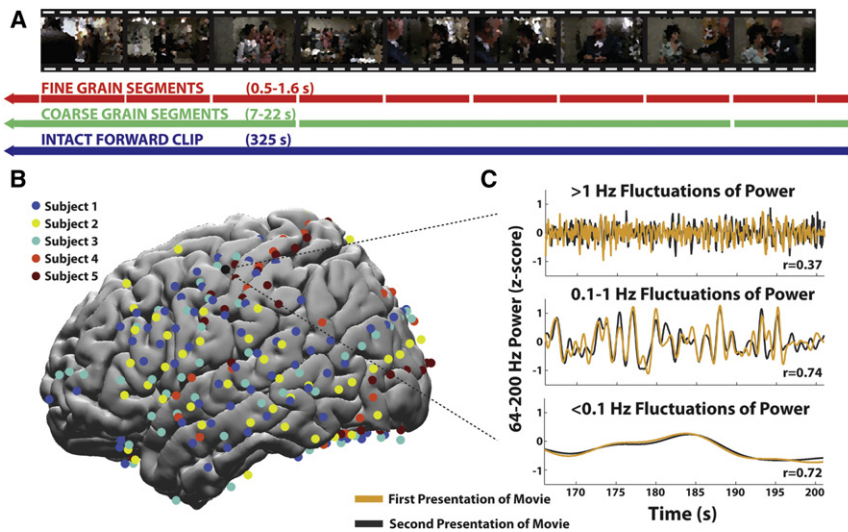 A
FINE GRAIN SEGMENTS (0.5-1.6 s)
COARSE GRAIN SEGMENTS (7-22 s)
INTACT FORWARD CLIP (325 s)
B
Subject 1
Subject 2
Subject 3
Subject 4
Subject 5
C
>1 Hz Fluctuations of Power
1
0
-1
r=0.37
0.1-1 Hz Fluctuations of Power
1
0
-1
r=0.74
<0.1 Hz Fluctuations of Power
1
0
-1
r=0.72
64-200 Hz Power (z-score)
170 175 180 185 190 195 200
Time (s)
First Presentation of Movie
Second Presentation of Movie